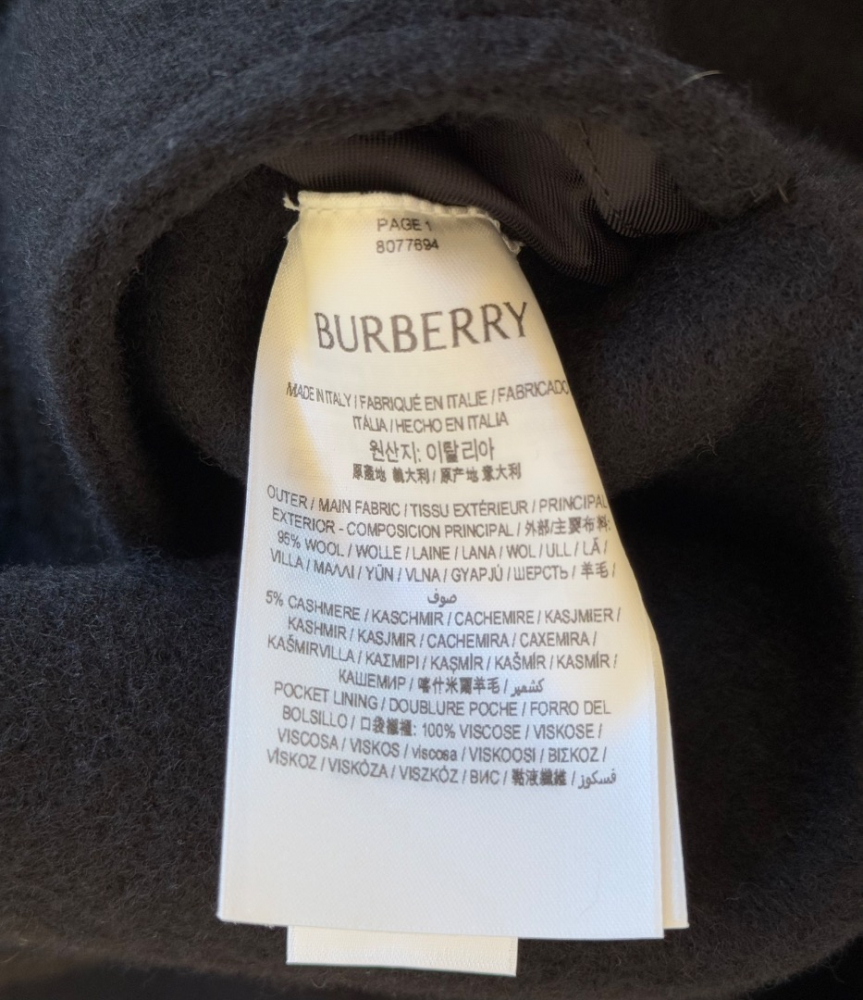 PAGE 1
8077694
BURBERRY
MADE IN ITALY / FABRIQUÉ EN ITALIE / FABRICADO
ITÁLIA / HECHO EN ITALIA
원산지: 이탈리아
原產地 義大利 / 原产地 意大利
OUTER / MAIN FABRIC / TISSU EXTÉRIEUR / PRINCIPAL
EXTERIOR - COMPOSICION PRINCIPAL / 外部/主要布料:
95% WOOL / WOLLE / LAINE / LANA / WOL / ULL / LÃ /
VILLA / ΜΑΛΛΙ / YÜN / VLNA / GYAPJÚ / ШЕРСТЬ / 羊毛 /
صوف
5% CASHMERE / KASCHMIR / CACHEMIRE / KASJMIER /
KASHMIR / KASJMIR / CACHEMIRA / CAXEMIRA /
KAŠMIRVILLA / ΚΑΣΜΙΡΙ / KAŞMİR / KAŠMÍR / KASMÍR /
КАШЕМИР / 喀什米爾羊毛 / كشمير
POCKET LINING / DOUBLURE POCHE / FORRO DEL
BOLSILLO / 口袋襯裡: 100% VISCOSE / VISKOSE /
VISCOSA / VISKOS / viscosa / VISKOOSI / ΒΙΣΚΟΖ /
VİSKOZ / VISKÓZA / VISZKÓZ / ВИС / 黏液纖維 / فسكوز